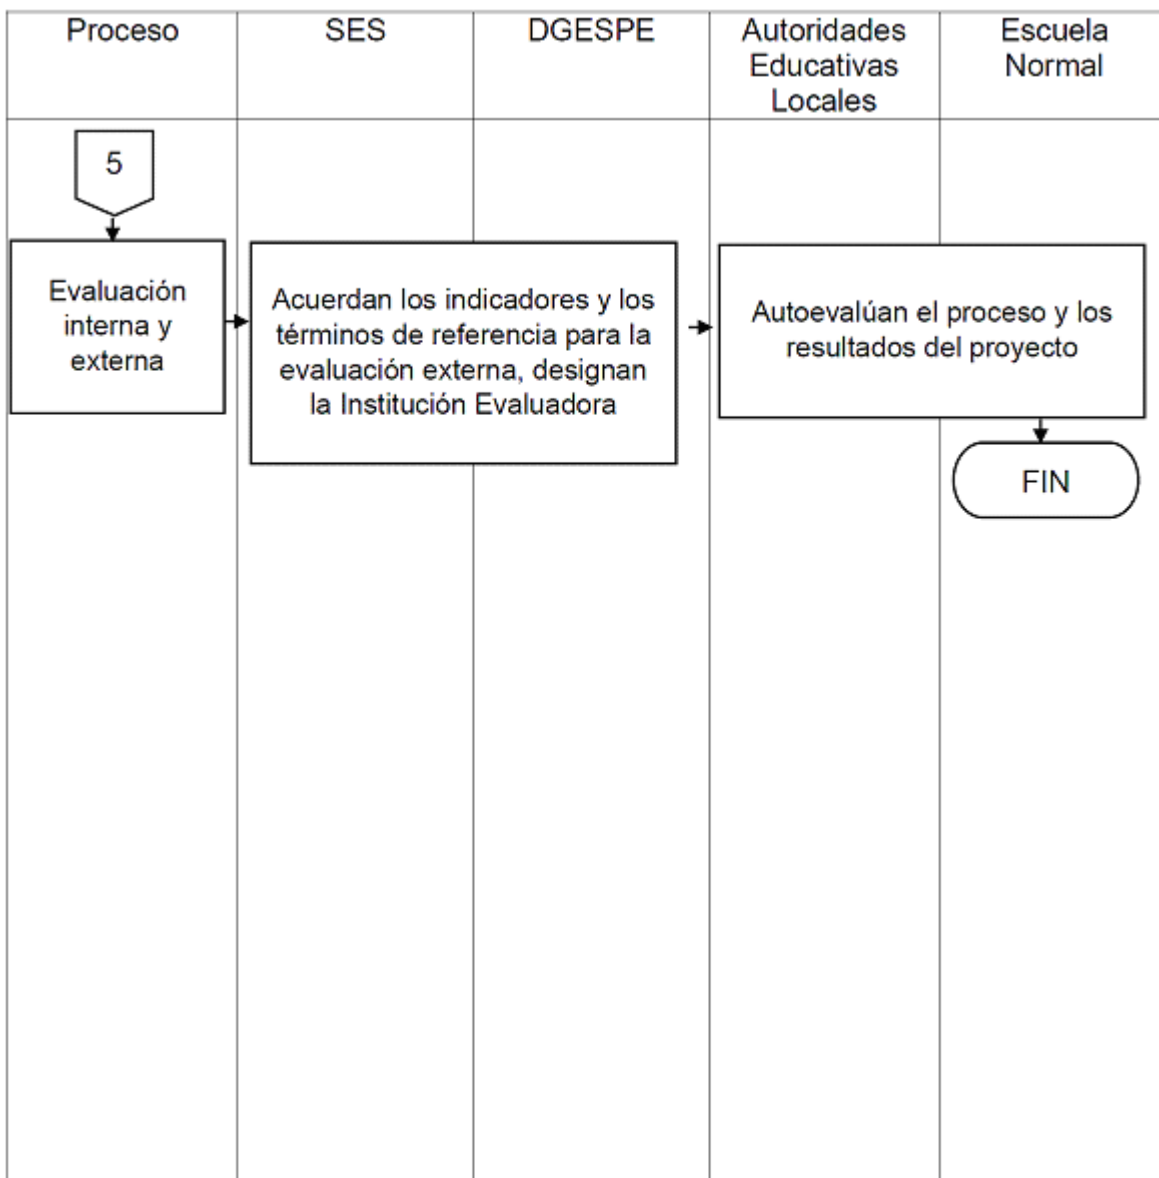 Proceso
SES
DGESPE
Autoridades
Educativas
Locales
Escuela
Normal
5
Evaluación
interna y
externa
Acuerdan los indicadores y los
términos de referencia para la
evaluación externa, designan
la Institución Evaluadora
Autoevalúan el proceso y los
resultados del proyecto
FIN